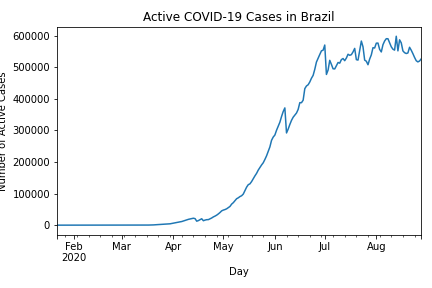 Active COVID-19 Cases in Brazil
600000
500000
400000
300000
200000
100000
0
Number of Active Cases
Feb Mar Apr May Jun Jul Aug
2020
Day